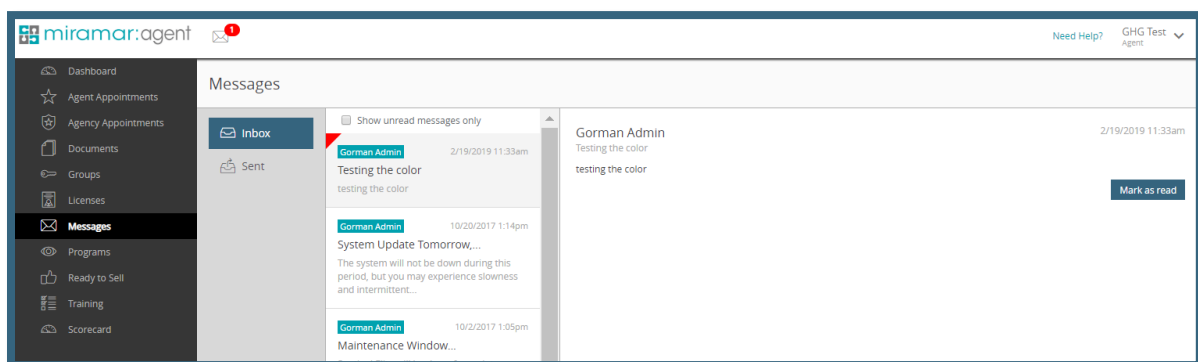 miramar:agent
1
Need Help?
GHG Test
Agent
Dashboard
Agent Appointments
Agency Appointments
Documents
Groups
Licenses
Messages
Programs
Ready to Sell
Training
Scorecard
Messages
Inbox
Sent
Show unread messages only
Gorman Admin 2/19/2019 11:33am
Testing the color
testing the color
Gorman Admin 10/20/2017 1:14pm
System Update Tomorrow,...
The system will not be down during this
period, but you may experience slowness
and intermittent...
Gorman Admin 10/2/2017 1:05pm
Maintenance Window...
Gorman Admin 2/19/2019 11:33am
Testing the color
testing the color
Mark as read